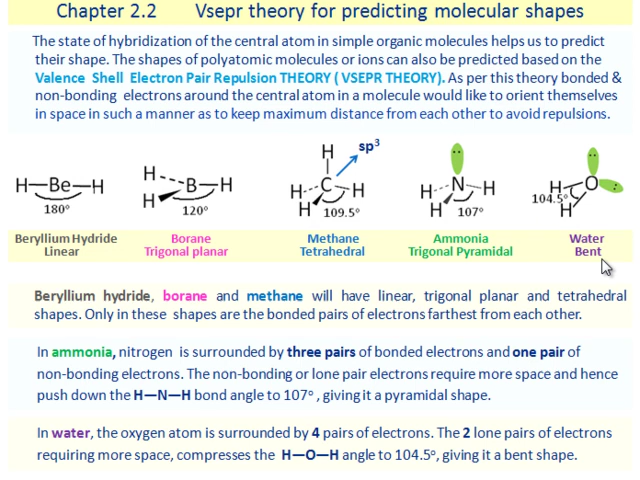 Chapter 2.2 Vsepr theory for predicting molecular shapes
The state of hybridization of the central atom in simple organic molecules helps us to predict
their shape. The shapes of polyatomic molecules or ions can also be predicted based on the
Valence Shell Electron Pair Repulsion THEORY ( VSEPR THEORY). As per this theory bonded &
non-bonding electrons around the central atom in a molecule would like to orient themselves
in space in such a manner as to keep maximum distance from each other to avoid repulsions.
H—Be—H
180°
H
H
B—H
120°
H
sp³
H
C
H
H
109.5°
H
N
H
H
107°
H
O
H
104.5°
Beryllium Hydride
Linear
Borane
Trigonal planar
Methane
Tetrahedral
Ammonia
Trigonal Pyramidal
Water
Bent
Beryllium hydride, borane and methane will have linear, trigonal planar and tetrahedral
shapes. Only in these shapes are the bonded pairs of electrons farthest from each other.
In ammonia, nitrogen is surrounded by three pairs of bonded electrons and one pair of
non-bonding electrons. The non-bonding or lone pair electrons require more space and hence
push down the H—N—H bond angle to 107° , giving it a pyramidal shape.
In water, the oxygen atom is surrounded by 4 pairs of electrons. The 2 lone pairs of electrons
requiring more space, compresses the H—O—H angle to 104.5°, giving it a bent shape.